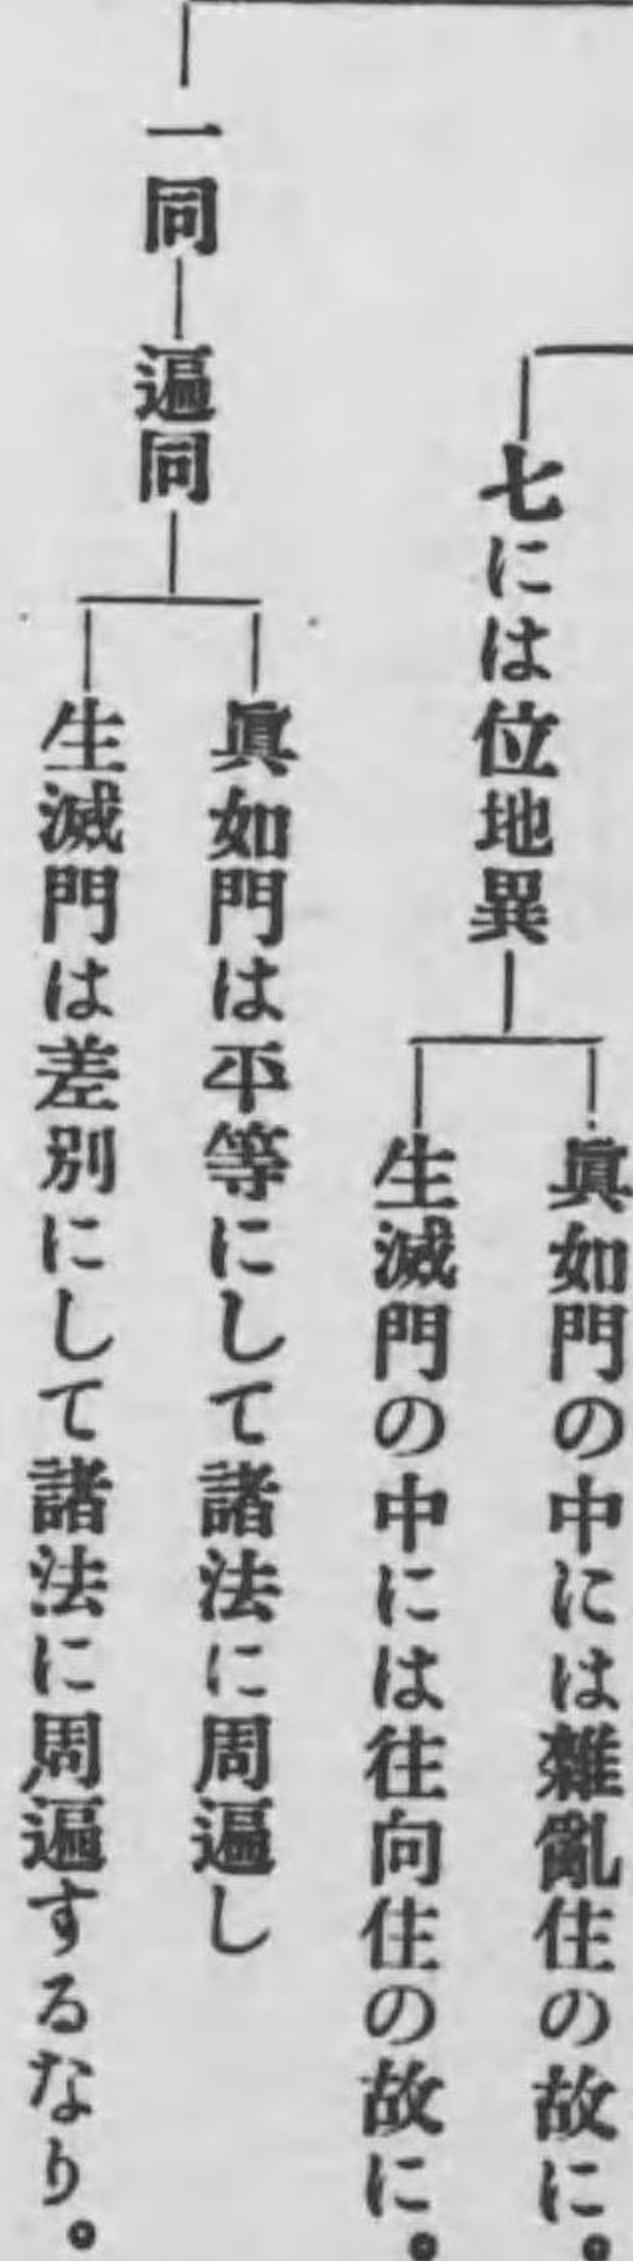 七には位地異
眞如門の中には雜亂住の故に。
生滅門の中には往向住の故に。
一同
遍同
眞如門は平等にして諸法に周遍し
生滅門は差別にして諸法に周遍するなり。